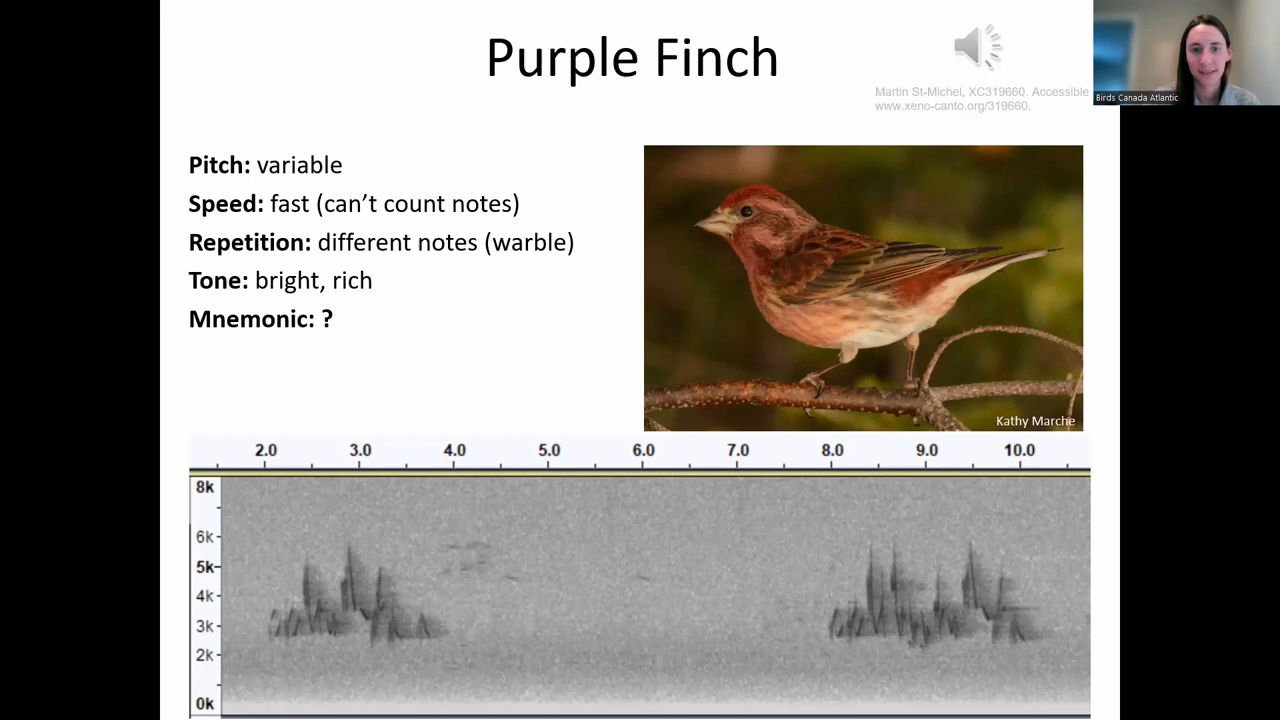 Purple Finch
Martin St-Michel, XC319660. Accessible
www.xeno-canto.org/319660.
Birds Canada Atlantic
Pitch: variable
Speed: fast (can’t count notes)
Repetition: different notes (warble)
Tone: bright, rich
Mnemonic: ?
Kathy Marche
2.0 3.0 4.0 5.0 6.0 7.0 8.0 9.0 10.0
8k
6k
5k
4k
3k
2k
0k